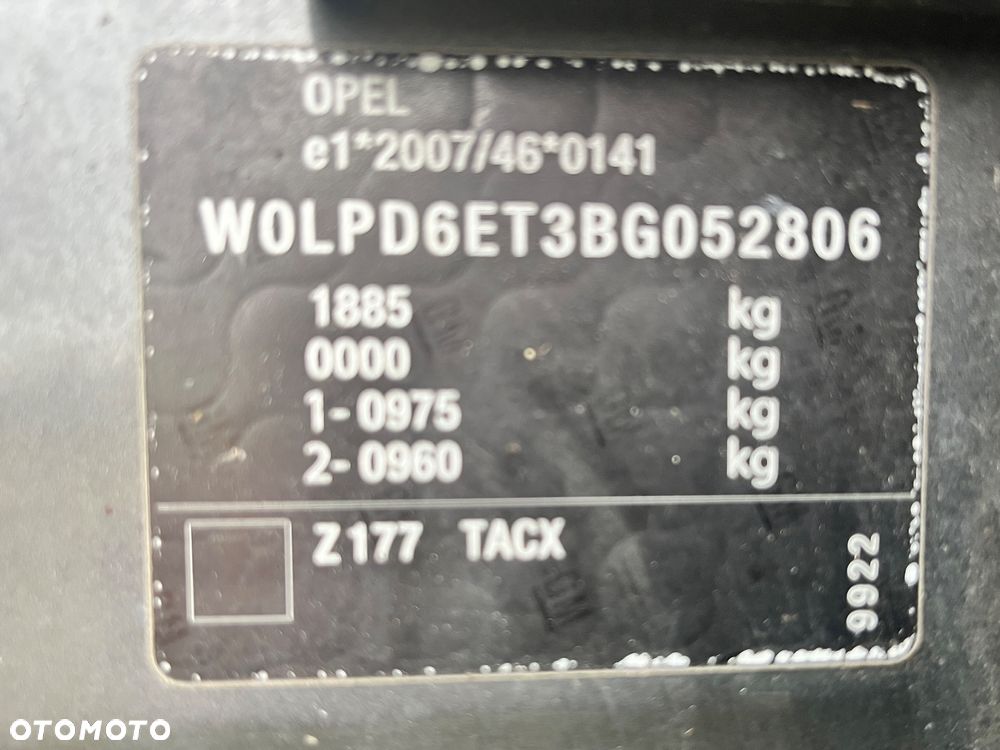 OPEL
e1*2007/46*0141
W0LPD6ET3BG052806
1885 kg
0000 kg
1- 0975 kg
2- 0960 kg
Z177 TACX
9922
GM
OTOMOTO